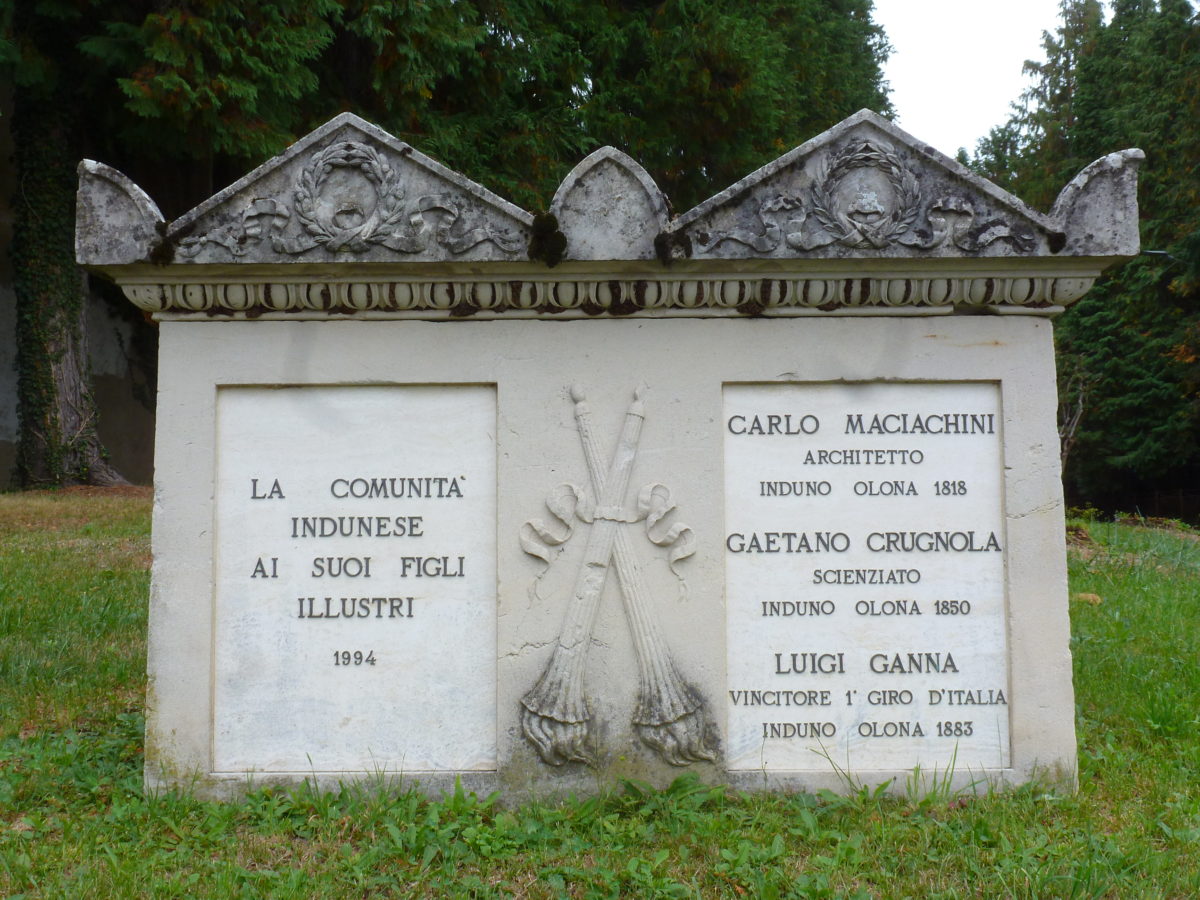 LA COMUNITA'
INDUNESE
AI SUOI FIGLI
ILLUSTRI
1994
CARLO MACIACHINI
ARCHITETTO
INDUNO OLONA 1818
GAETANO CRUGNOLA
SCIENZIATO
INDUNO OLONA 1850
LUIGI GANNA
VINCITORE 1° GIRO D'ITALIA
INDUNO OLONA 1883